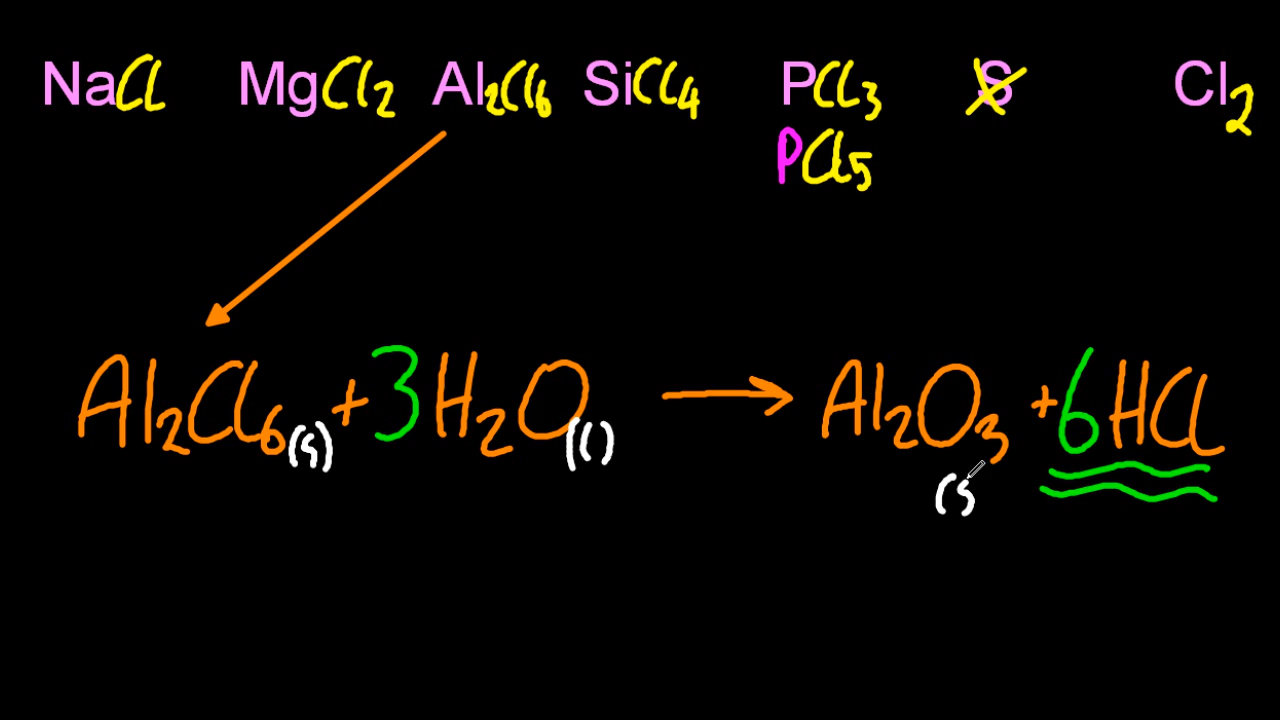 NaCl MgCl2 Al2Cl6 SiCl4 PCl3 S Cl2
PCl5
Al2Cl6(s) + 3H2O(l) → Al2O3 + 6HCl
(s